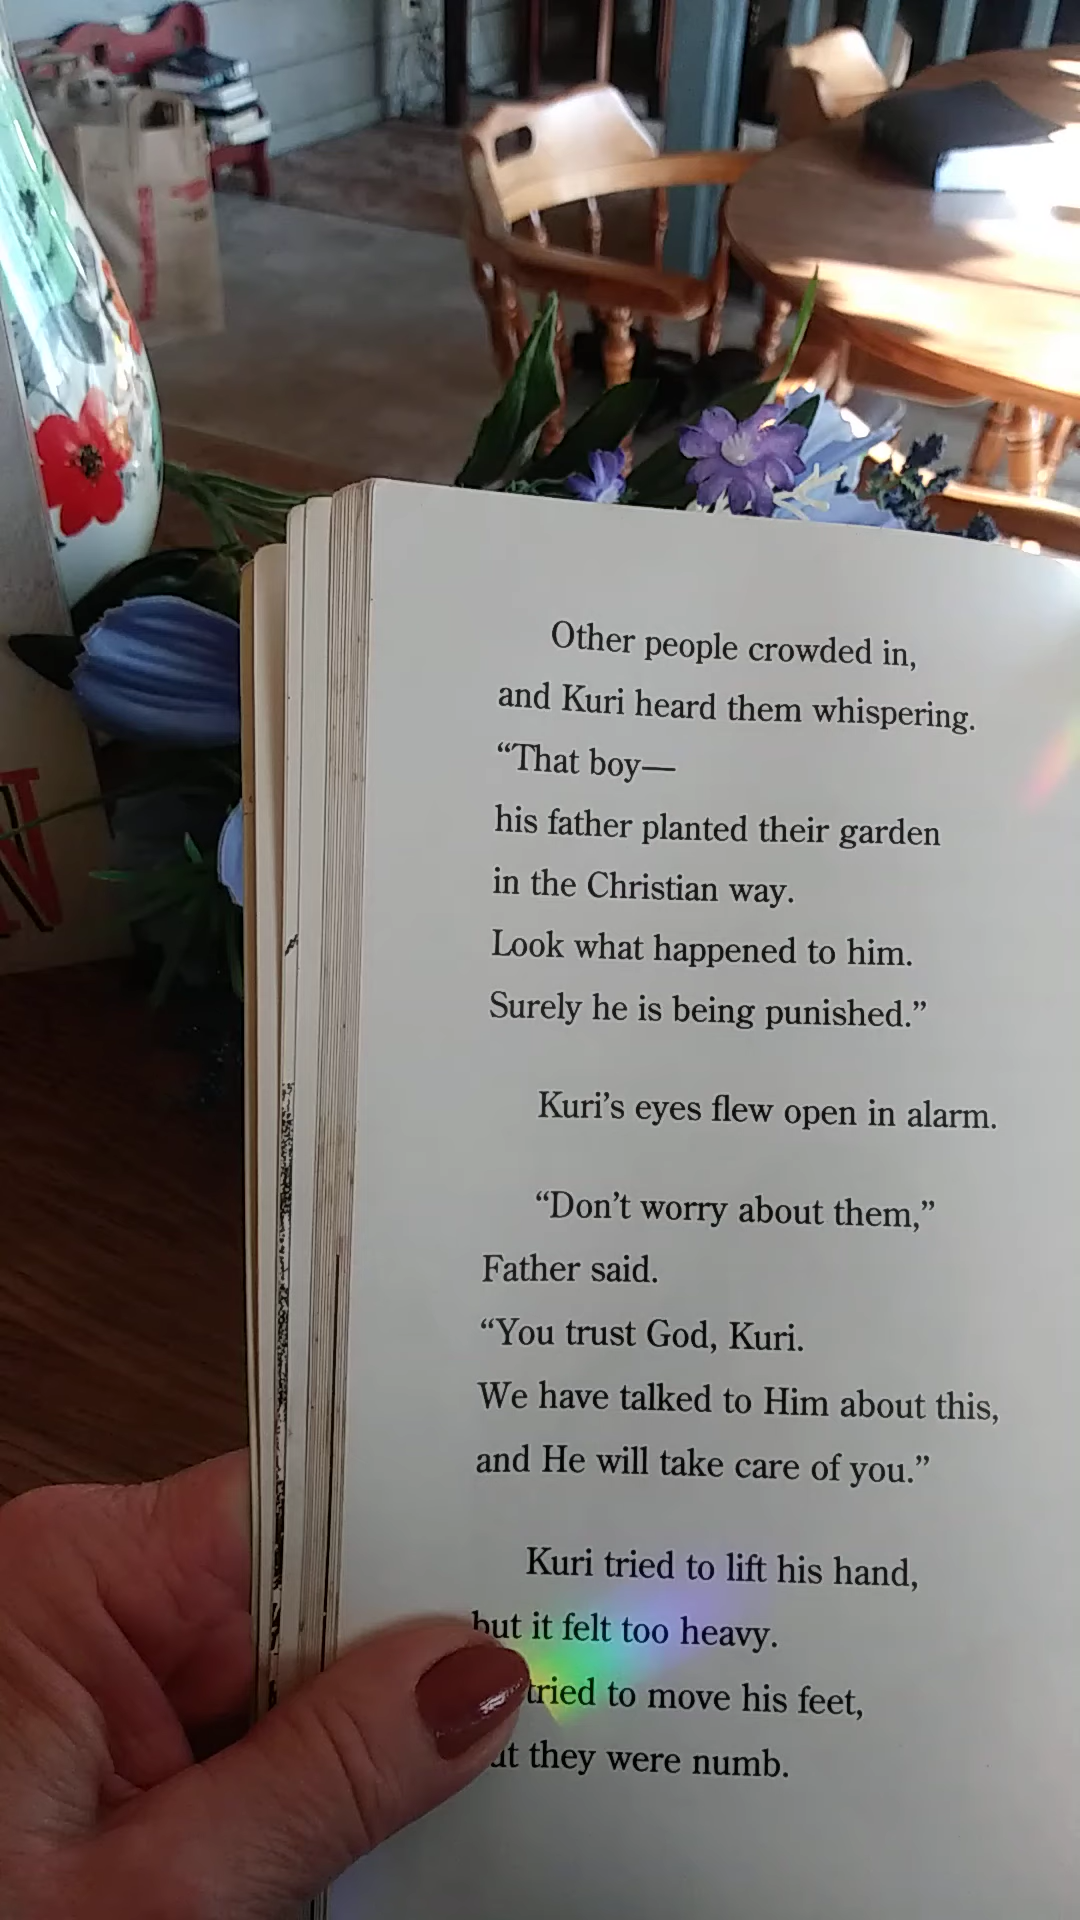 Other people crowded in,
and Kuri heard them whispering.
“That boy—
his father planted their garden
in the Christian way.
Look what happened to him.
Surely he is being punished.”
Kuri’s eyes flew open in alarm.
“Don’t worry about them,”
Father said.
“You trust God, Kuri.
We have talked to Him about this,
and He will take care of you.”
Kuri tried to lift his hand,
but it felt too heavy.
tried to move his feet,
they were numb.